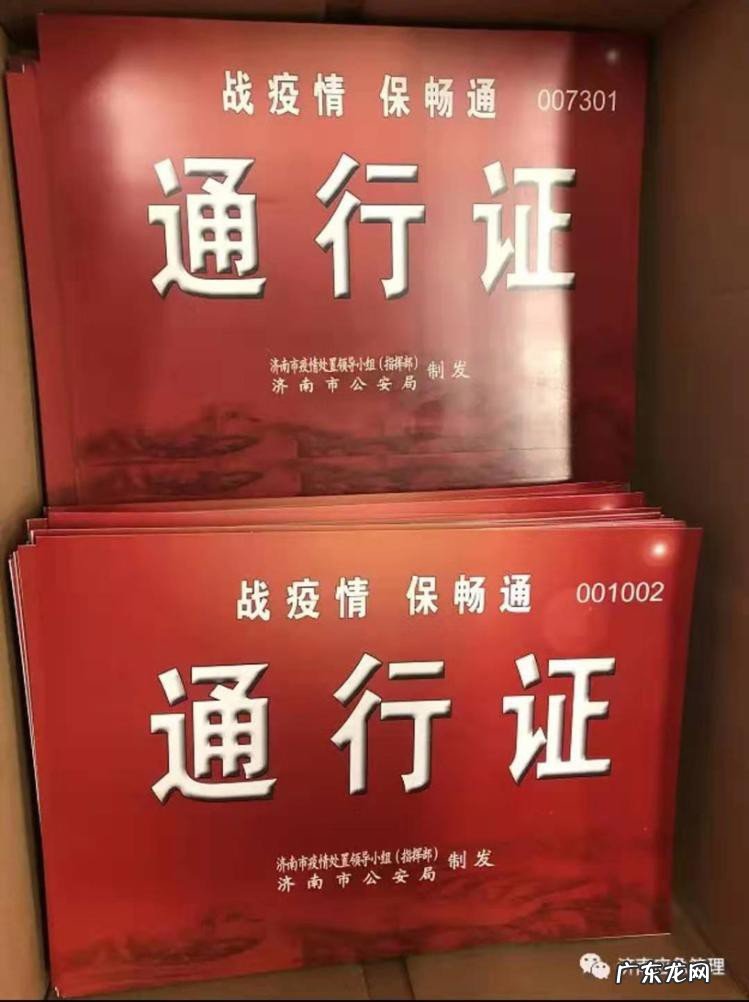 战疫情 保畅通 007301
通行证
济南市疫情处置领导小组(指挥部)
济南市公安局 制发
战疫情 保畅通 001002
通行证
济南市疫情处置领导小组(指挥部)
济南市公安局 制发
广东龙网